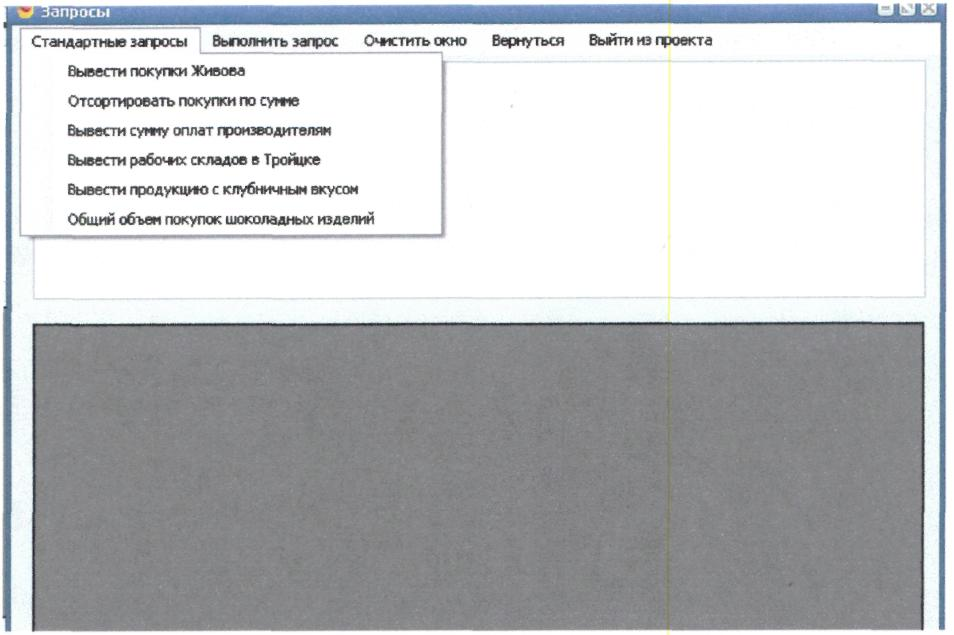 Запросы
Стандартные запросы Выполнить запрос Очистить окно Вернуться Выйти из проекта
Вывести покупки Живова
Отсортировать покупки по сумме
Вывести сумму оплат производителям
Вывести рабочих складов в Тройцке
Вывести продукцию с клубничным вкусом
Общий объем покупок шоколадных изделий